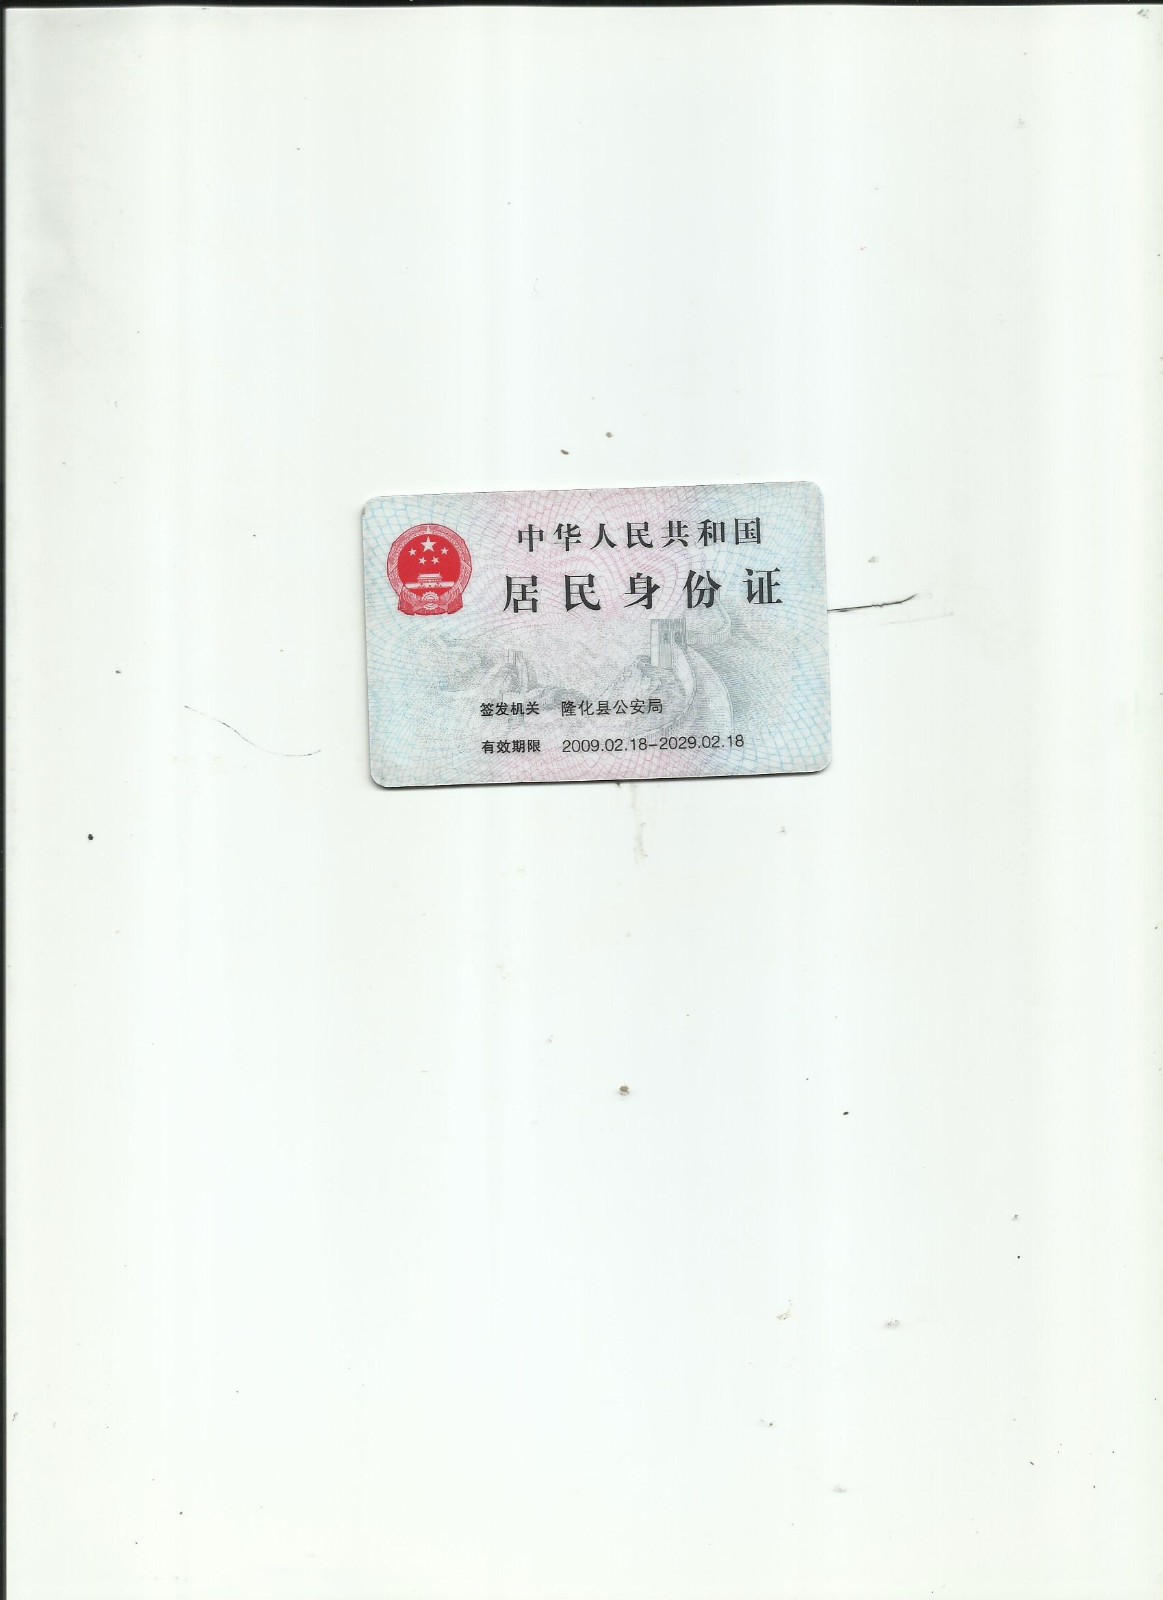 中华人民共和国
居民身份证
签发机关 隆化县公安局
有效期限 2009.02.18-2029.02.18